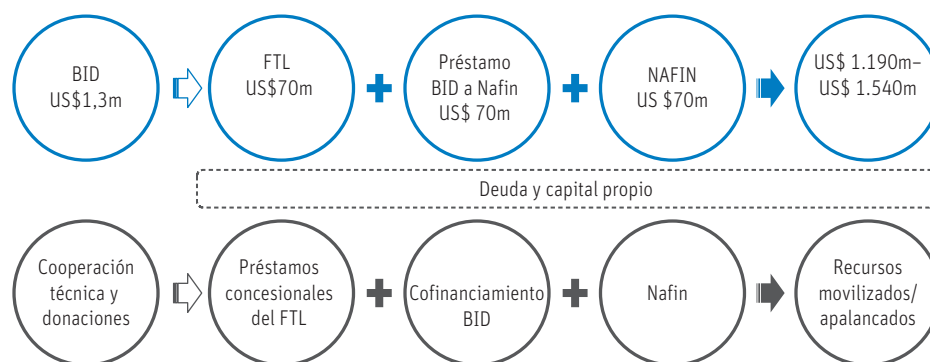 BID
US$1,3m
FTL
US$70m
Préstamo
BID a Nafin
US$ 70m
NAFIN
US $70m
US$ 1.190m–
US$ 1.540m
Deuda y capital propio
Cooperación
técnica y
donaciones
Préstamos
concesionales
del FTL
Cofinanciamiento
BID
Nafin
Recursos
movilizados/
apalancados